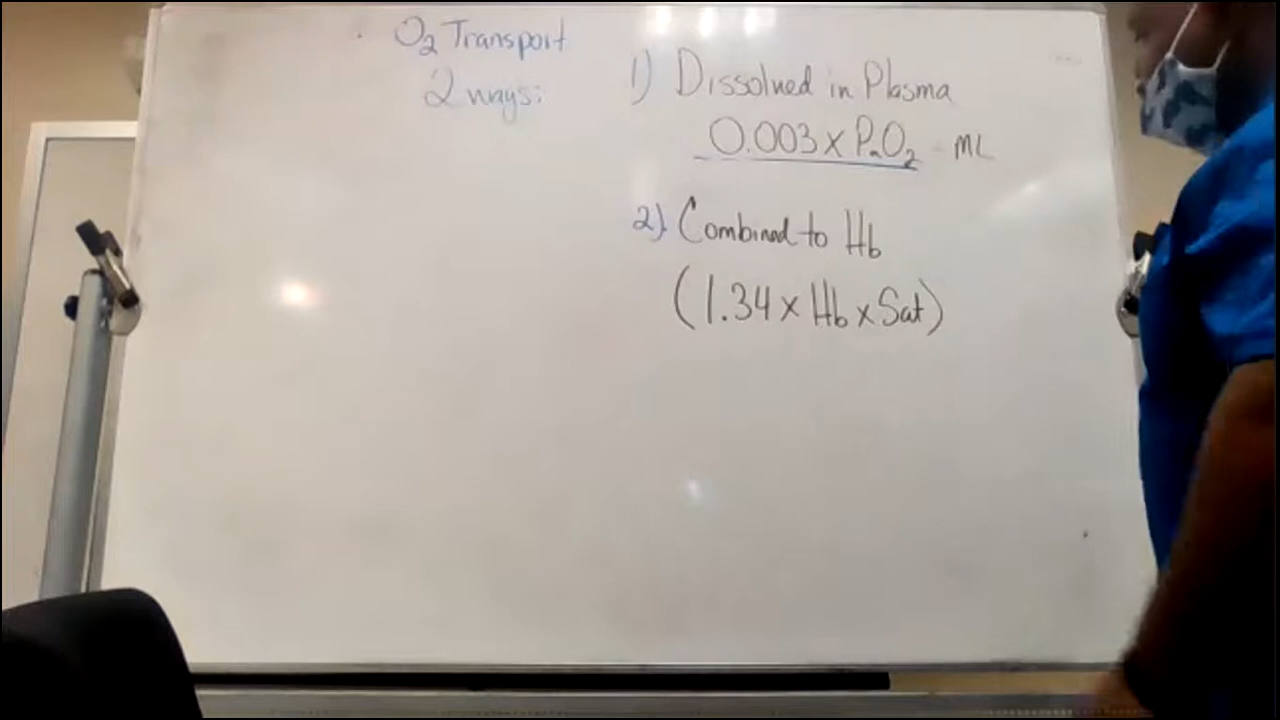 O₂ Transport
2 ways:
1) Dissolved in Plasma
0.003 x PaO₂ mL
2) Combined to Hb
(1.34 x Hb x Sat)